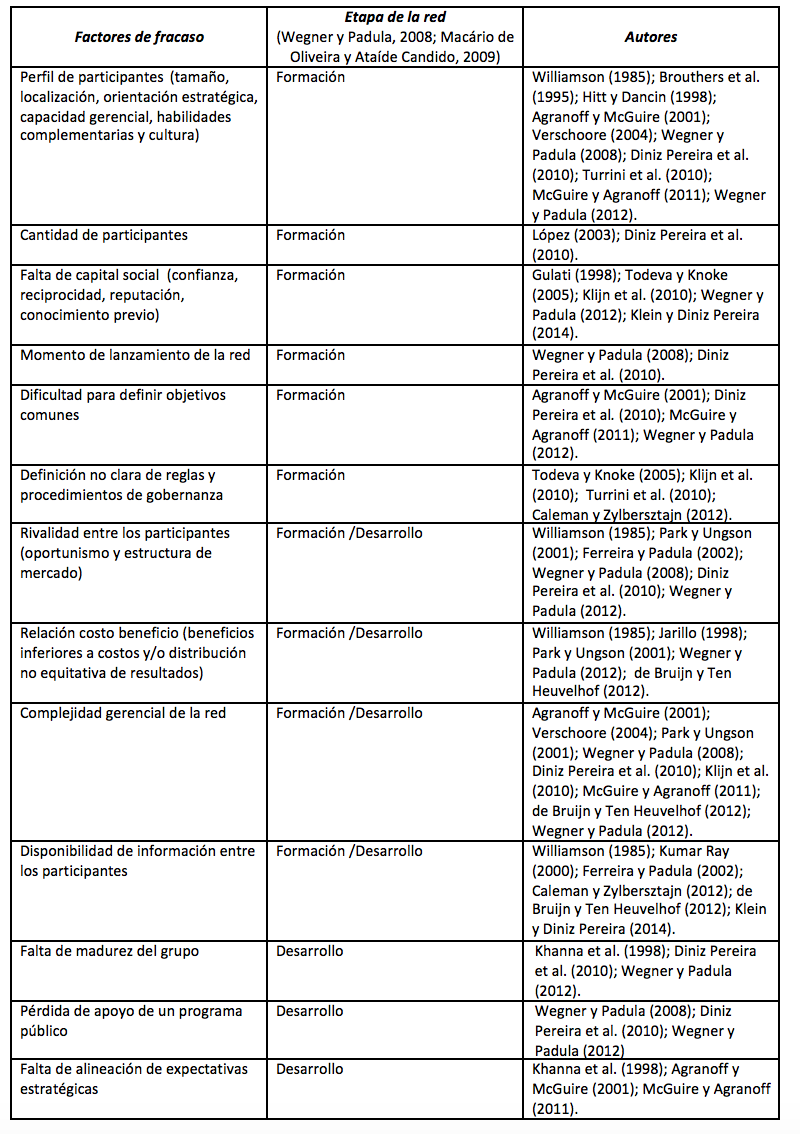 Factores de fracaso
Etapa de la red
(Wegner y Padula, 2008; Macário de
Oliveira y Ataíde Candido, 2009)
Autores
Perfil de participantes (tamaño,
localización, orientación estratégica,
capacidad gerencial, habilidades
complementarias y cultura)
Formación
Williamson (1985); Brouthers et al.
(1995); Hitt y Dancin (1998);
Agranoff y McGuire (2001);
Verschoore (2004); Wegner y
Padula (2008); Diniz Pereira et al.
(2010); Turrini et al. (2010);
McGuire y Agranoff (2011); Wegner
y Padula (2012).
Cantidad de participantes
Formación
López (2003); Diniz Pereira et al.
(2010).
Falta de capital social (confianza,
reciprocidad, reputación,
conocimiento previo)
Formación
Gulati (1998); Todeva y Knoke
(2005); Klijn et al. (2010); Wegner y
Padula (2012); Klein y Diniz Pereira
(2014).
Momento de lanzamiento de la red
Formación
Wegner y Padula (2008); Diniz
Pereira et al. (2010).
Dificultad para definir objetivos
comunes
Formación
Agranoff y McGuire (2001); Diniz
Pereira et al. (2010); McGuire y
Agranoff (2011); Wegner y Padula
(2012).
Definición no clara de reglas y
procedimientos de gobernanza
Formación
Todeva y Knoke (2005); Klijn et al.
(2010); Turrini et al. (2010);
Caleman y Zylbersztajn (2012).
Rivalidad entre los participantes
(oportunismo y estructura de
mercado)
Formación /Desarrollo
Williamson (1985); Park y Ungson
(2001); Ferreira y Padula (2002);
Wegner y Padula (2008); Diniz
Pereira et al. (2010); Wegner y
Padula (2012).
Relación costo beneficio (beneficios
inferiores a costos y/o distribución
no equitativa de resultados)
Formación /Desarrollo
Williamson (1985); Jarillo (1998);
Park y Ungson (2001); Wegner y
Padula (2012); de Bruijn y Ten
Heuvelhof (2012).
Complejidad gerencial de la red
Formación /Desarrollo
Agranoff y McGuire (2001);
Verschoore (2004); Park y Ungson
(2001); Wegner y Padula (2008);
Diniz Pereira et al. (2010); Klijn et al.
(2010); McGuire y Agranoff (2011);
de Bruijn y Ten Heuvelhof (2012);
Wegner y Padula (2012).
Disponibilidad de información entre
los participantes
Formación /Desarrollo
Williamson (1985); Kumar Ray
(2000); Ferreira y Padula (2002);
Caleman y Zylbersztajn (2012); de
Bruijn y Ten Heuvelhof (2012); Klein
y Diniz Pereira (2014).
Falta de madurez del grupo
Desarrollo
Khanna et al. (1998); Diniz Pereira
et al. (2010); Wegner y Padula
(2012).
Pérdida de apoyo de un programa
público
Desarrollo
Wegner y Padula (2008); Diniz
Pereira et al. (2010); Wegner y
Padula (2012)
Falta de alineación de expectativas
estratégicas
Desarrollo
Khanna et al. (1998); Agranoff y
McGuire (2001); McGuire y Agranoff
(2011).